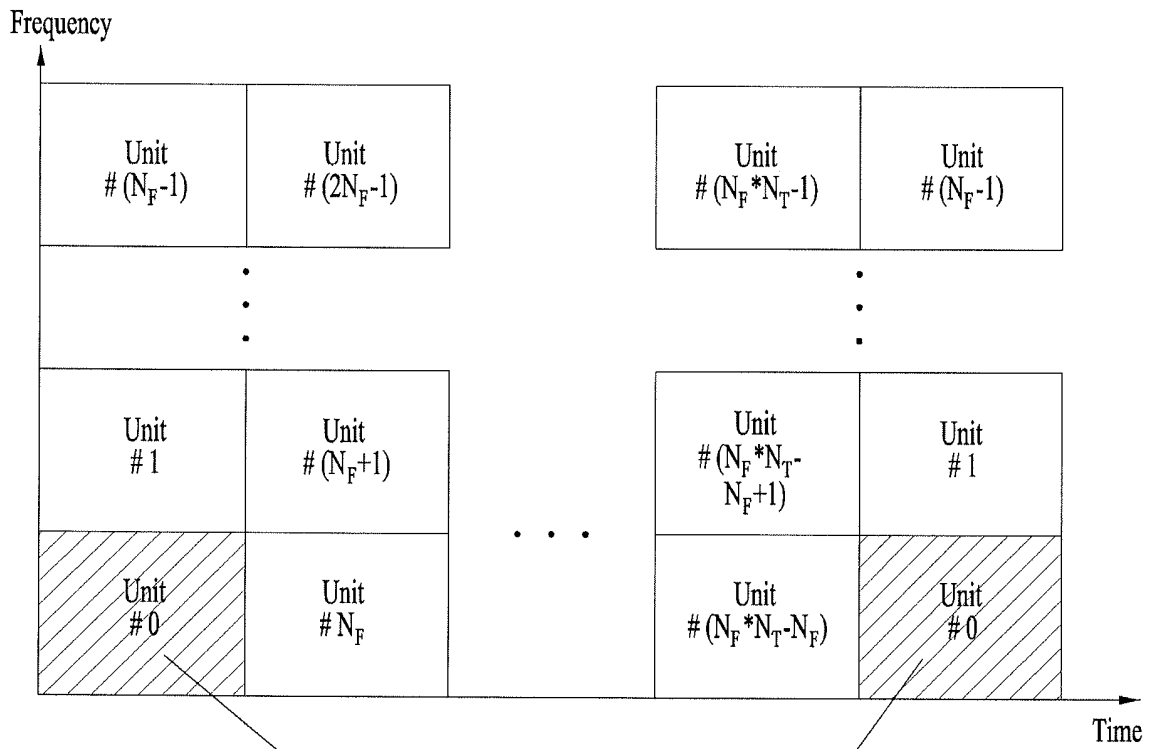 Frequency
Unit
# (N_F-1)
Unit
# (2N_F-1)
Unit
# (N_F*N_T-1)
Unit
# (N_F-1)
Unit
# 1
Unit
# (N_F+1)
Unit
# (N_F*N_T-
N_F+1)
Unit
# 1
Unit
# 0
Unit
# N_F
Unit
# (N_F*N_T-N_F)
Unit
# 0
Time